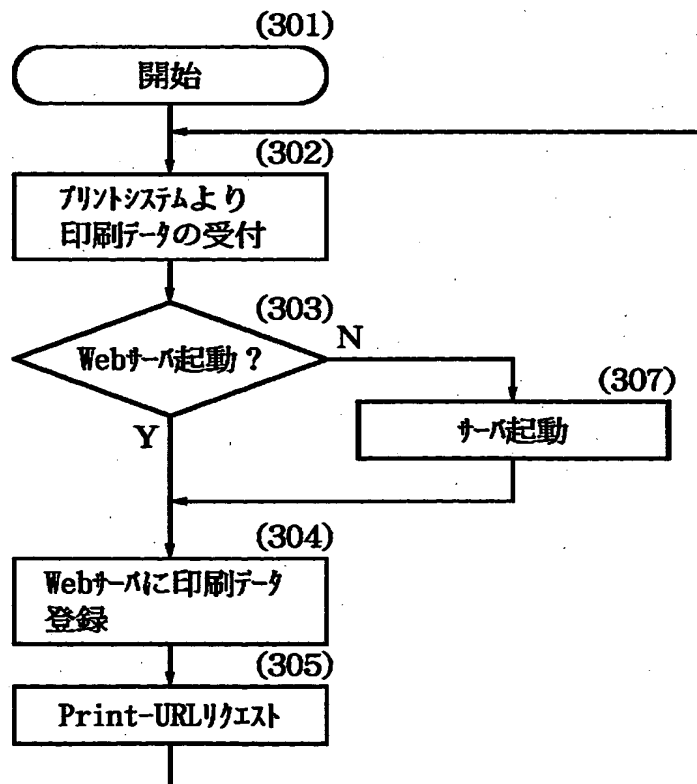 (301)
開始
(302)
プリントシステムより
印刷データの受付
(303)
Webサーバ起動？
N
(307)
サーバ起動
Y
(304)
Webサーバに印刷データ
登録
(305)
Print-URLリクエスト